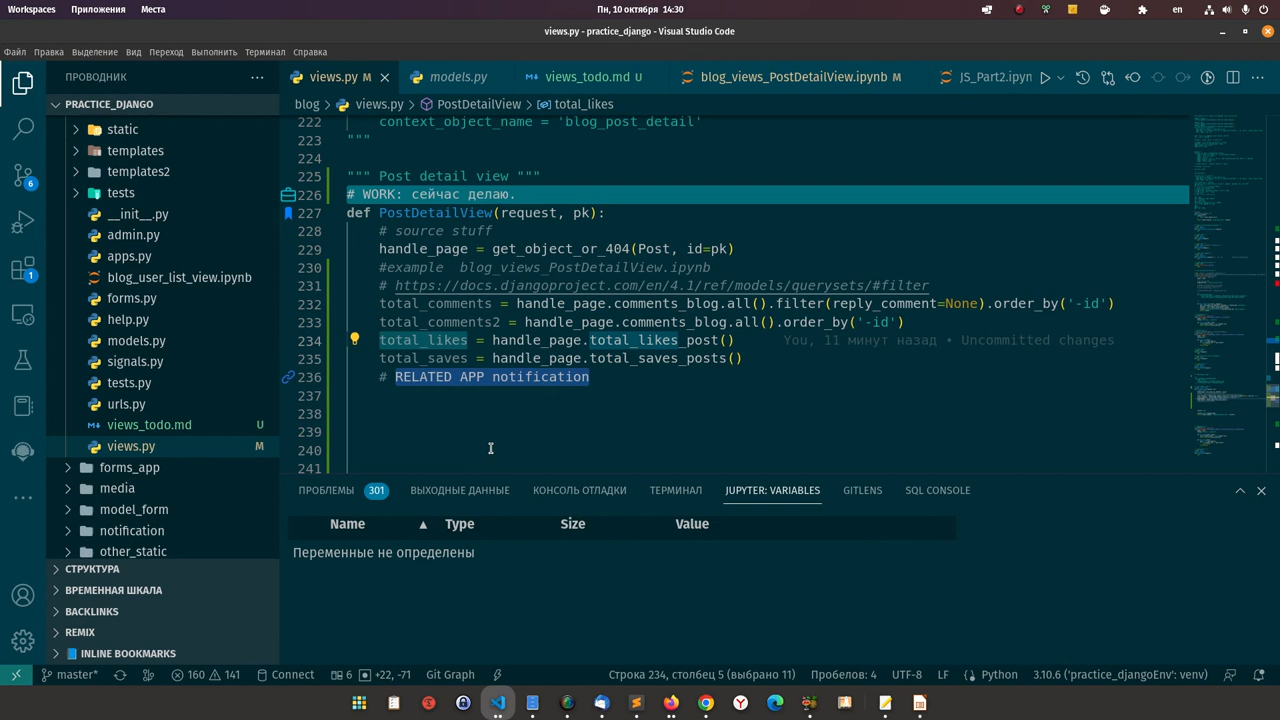 Workspaces Приложения Места Пн, 10 октября 14:30 en
views.py - practice_django - Visual Studio Code
Файл Правка Выделение Вид Переход Выполнить Терминал Справка
ПРОВОДНИК
views.py M models.py views_todo.md U blog_views_PostDetailView.ipynb M JS_Part2.ipyn
PRACTICE_DJANGO
blog views.py PostDetailView total_likes
static
templates
templates2
tests
__init__.py
admin.py
apps.py
blog_user_list_view.ipynb
forms.py
help.py
models.py
signals.py
tests.py
urls.py
views_todo.md U
views.py M
forms_app
media
model_form
notification
other_static
СТРУКТУРА
ВРЕМЕННАЯ ШКАЛА
BACKLINKS
REMIX
INLINE BOOKMARKS
6
1
222 context_object_name = 'blog_post_detail'
223 """
224
225 """ Post detail view """
226 # WORK: сейчас делаю.
227 def PostDetailView(request, pk):
228 # source stuff
229 handle_page = get_object_or_404(Post, id=pk)
230 #example blog_views_PostDetailView.ipynb
231 # https://docs.djangoproject.com/en/4.1/ref/models/querysets/#filter
232 total_comments = handle_page.comments_blog.all().filter(reply_comment=None).order_by('-id')
233 total_comments2 = handle_page.comments_blog.all().order_by('-id')
234 total_likes = handle_page.total_likes_post() You, 11 минут назад • Uncommitted changes
235 total_saves = handle_page.total_saves_posts()
236 # RELATED APP notification
237
238
239
240
241
ПРОБЛЕМЫ 301 ВЫХОДНЫЕ ДАННЫЕ КОНСОЛЬ ОТЛАДКИ ТЕРМИНАЛ JUPYTER: VARIABLES GITLENS SQL CONSOLE
Name Type Size Value
Переменные не определены
master* 160 141 6 Connect Git Graph Строка 234, столбец 5 (выбрано 11) Пробелов: 4 UTF-8 LF Python 3.10.6 ('practice_djangoEnv': venv)